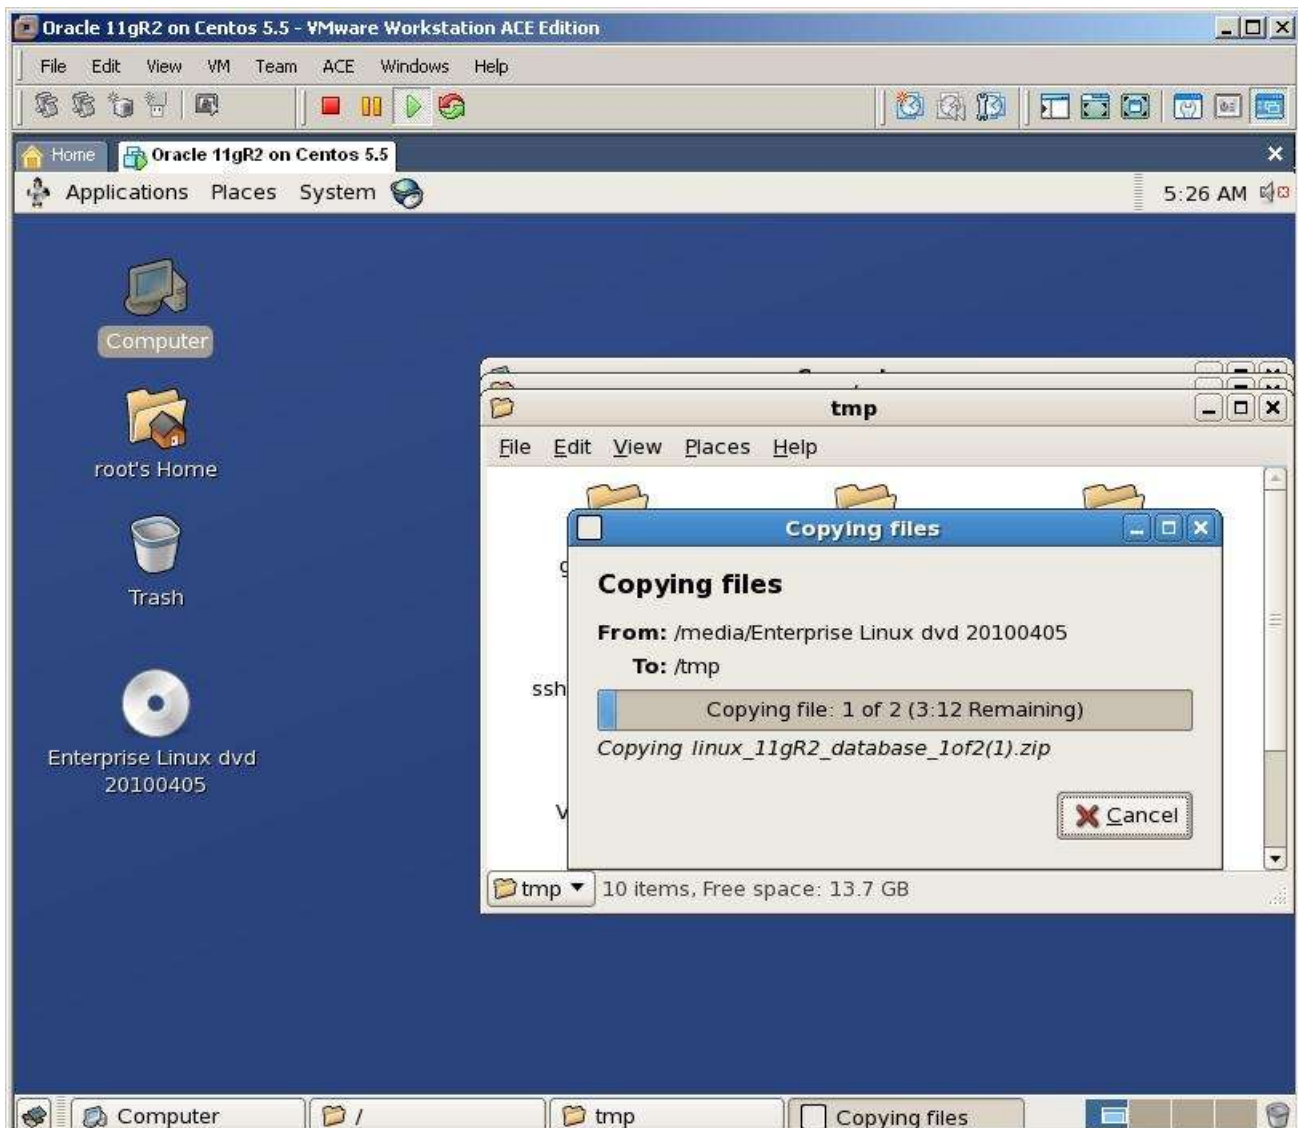 Oracle 11gR2 on Centos 5.5 - VMware Workstation ACE Edition
File Edit View VM Team ACE Windows Help
Home Oracle 11gR2 on Centos 5.5
Applications Places System 5:26 AM
Computer
root's Home
Trash
Enterprise Linux dvd
20100405
tmp
File Edit View Places Help
ssh
Copying files
Copying files
From: /media/Enterprise Linux dvd 20100405
To: /tmp
Copying file: 1 of 2 (3:12 Remaining)
Copying linux_11gR2_database_1of2(1).zip
Cancel
tmp 10 items, Free space: 13.7 GB
Computer / tmp Copying files